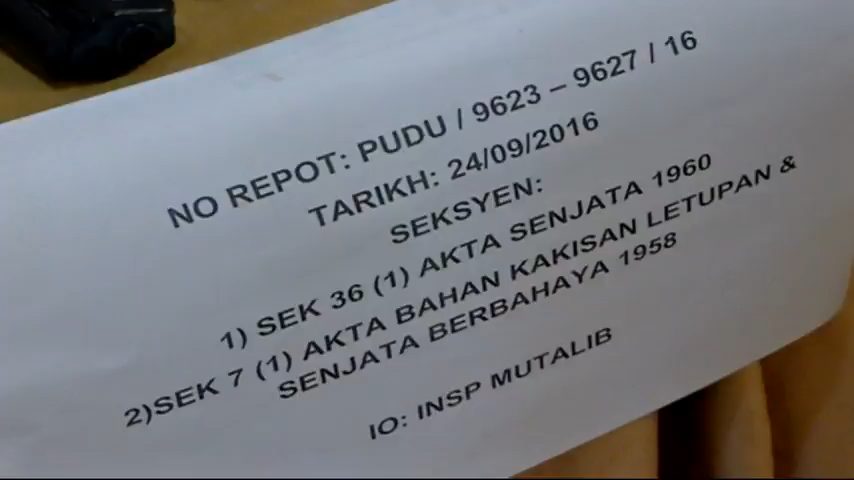 NO REPOT: PUDU / 9623 – 9627 / 16
TARIKH: 24/09/2016
SEKSYEN:
1) SEK 36 (1) AKTA SENJATA 1960
2)SEK 7 (1) AKTA BAHAN KAKISAN LETUPAN &
SENJATA BERBAHAYA 1958
IO: INSP MUTALIB